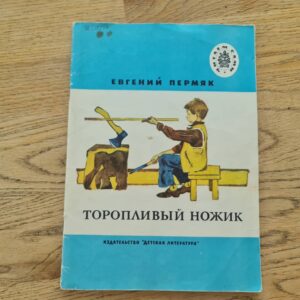 ЕВГЕНИЙ ПЕРМЯК
ТОРОПЛИВЫЙ НОЖИК
ИЗДАТЕЛЬСТВО "ДЕТСКАЯ ЛИТЕРАТУРА"